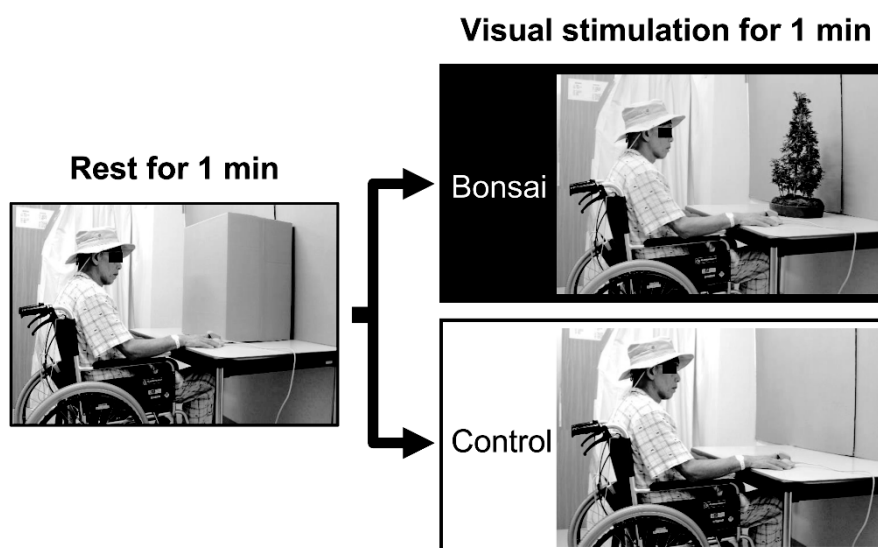 Visual stimulation for 1 min
Rest for 1 min
Bonsai
Control